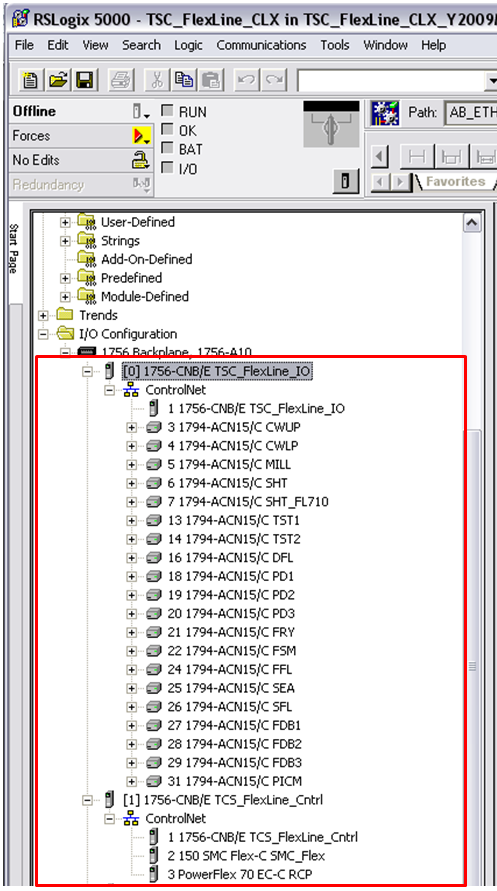 RSLogix 5000 - TSC_FlexLine_CLX in TSC_FlexLine_CLX_Y2009
File Edit View Search Logic Communications Tools Window Help
Offline
RUN
Path: AB_ETH
Forces
OK
No Edits
BAT
Redundancy
I/O
Favorites
Start Page
User-Defined
Strings
Add-On-Defined
Predefined
Module-Defined
Trends
I/O Configuration
1756 Backplane, 1756-A10
[0] 1756-CNB/E TSC_FlexLine_IO
ControlNet
1 1756-CNB/E TSC_FlexLine_IO
3 1794-ACN15/C CWUP
4 1794-ACN15/C CWLP
5 1794-ACN15/C MILL
6 1794-ACN15/C SHT
7 1794-ACN15/C SHT_FL710
13 1794-ACN15/C TST1
14 1794-ACN15/C TST2
16 1794-ACN15/C DFL
18 1794-ACN15/C PD1
19 1794-ACN15/C PD2
20 1794-ACN15/C PD3
21 1794-ACN15/C FRY
22 1794-ACN15/C FSM
24 1794-ACN15/C FFL
25 1794-ACN15/C SEA
26 1794-ACN15/C SFL
27 1794-ACN15/C FDB1
28 1794-ACN15/C FDB2
29 1794-ACN15/C FDB3
31 1794-ACN15/C PICM
[1] 1756-CNB/E TCS_FlexLine_Cntrl
ControlNet
1 1756-CNB/E TCS_FlexLine_Cntrl
2 150 SMC Flex-C SMC_Flex
3 PowerFlex 70 EC-C RCP